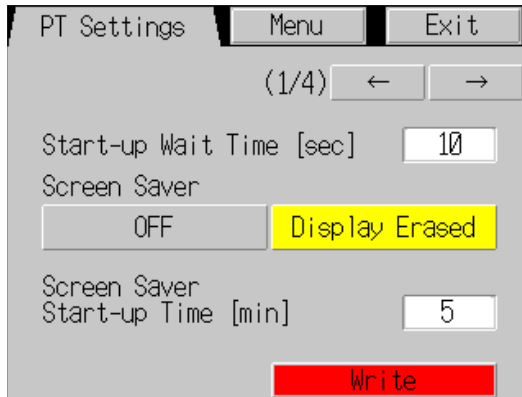 PT Settings Menu Exit
(1/4) ← →
Start-up Wait Time [sec] 10
Screen Saver
OFF Display Erased
Screen Saver
Start-up Time [min] 5
Write